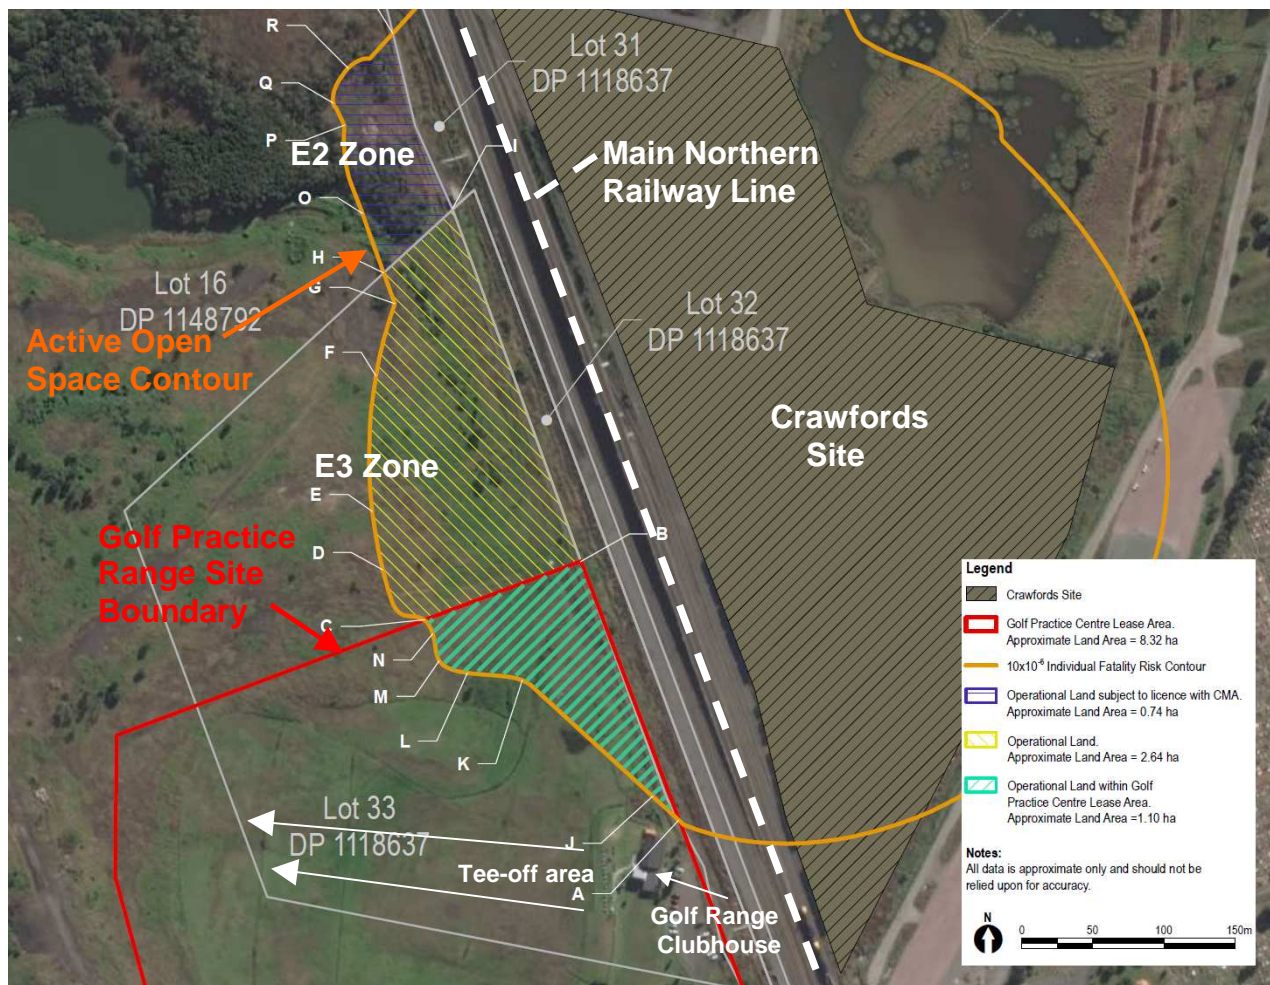 R
Lot 31
DP 1118637
Q
P
E2 Zone
I
Main Northern
Railway Line
O
H
Lot 16
DP 1148792
G
Lot 32
DP 1118637
Active Open
Space Contour
F
Crawfords
Site
E3 Zone
E
Golf Practice
Range Site
Boundary
D
B
C
N
M
L
K
Lot 33
DP 1118637
J
Tee-off area
A
Golf Range
Clubhouse
Legend
Crawfords Site
Golf Practice Centre Lease Area.
Approximate Land Area = 8.32 ha
10x10-6 Individual Fatality Risk Contour
Operational Land subject to licence with CMA.
Approximate Land Area = 0.74 ha
Operational Land.
Approximate Land Area = 2.64 ha
Operational Land within Golf
Practice Centre Lease Area.
Approximate Land Area =1.10 ha
Notes:
All data is approximate only and should not be
relied upon for accuracy.
N
0 50 100 150m